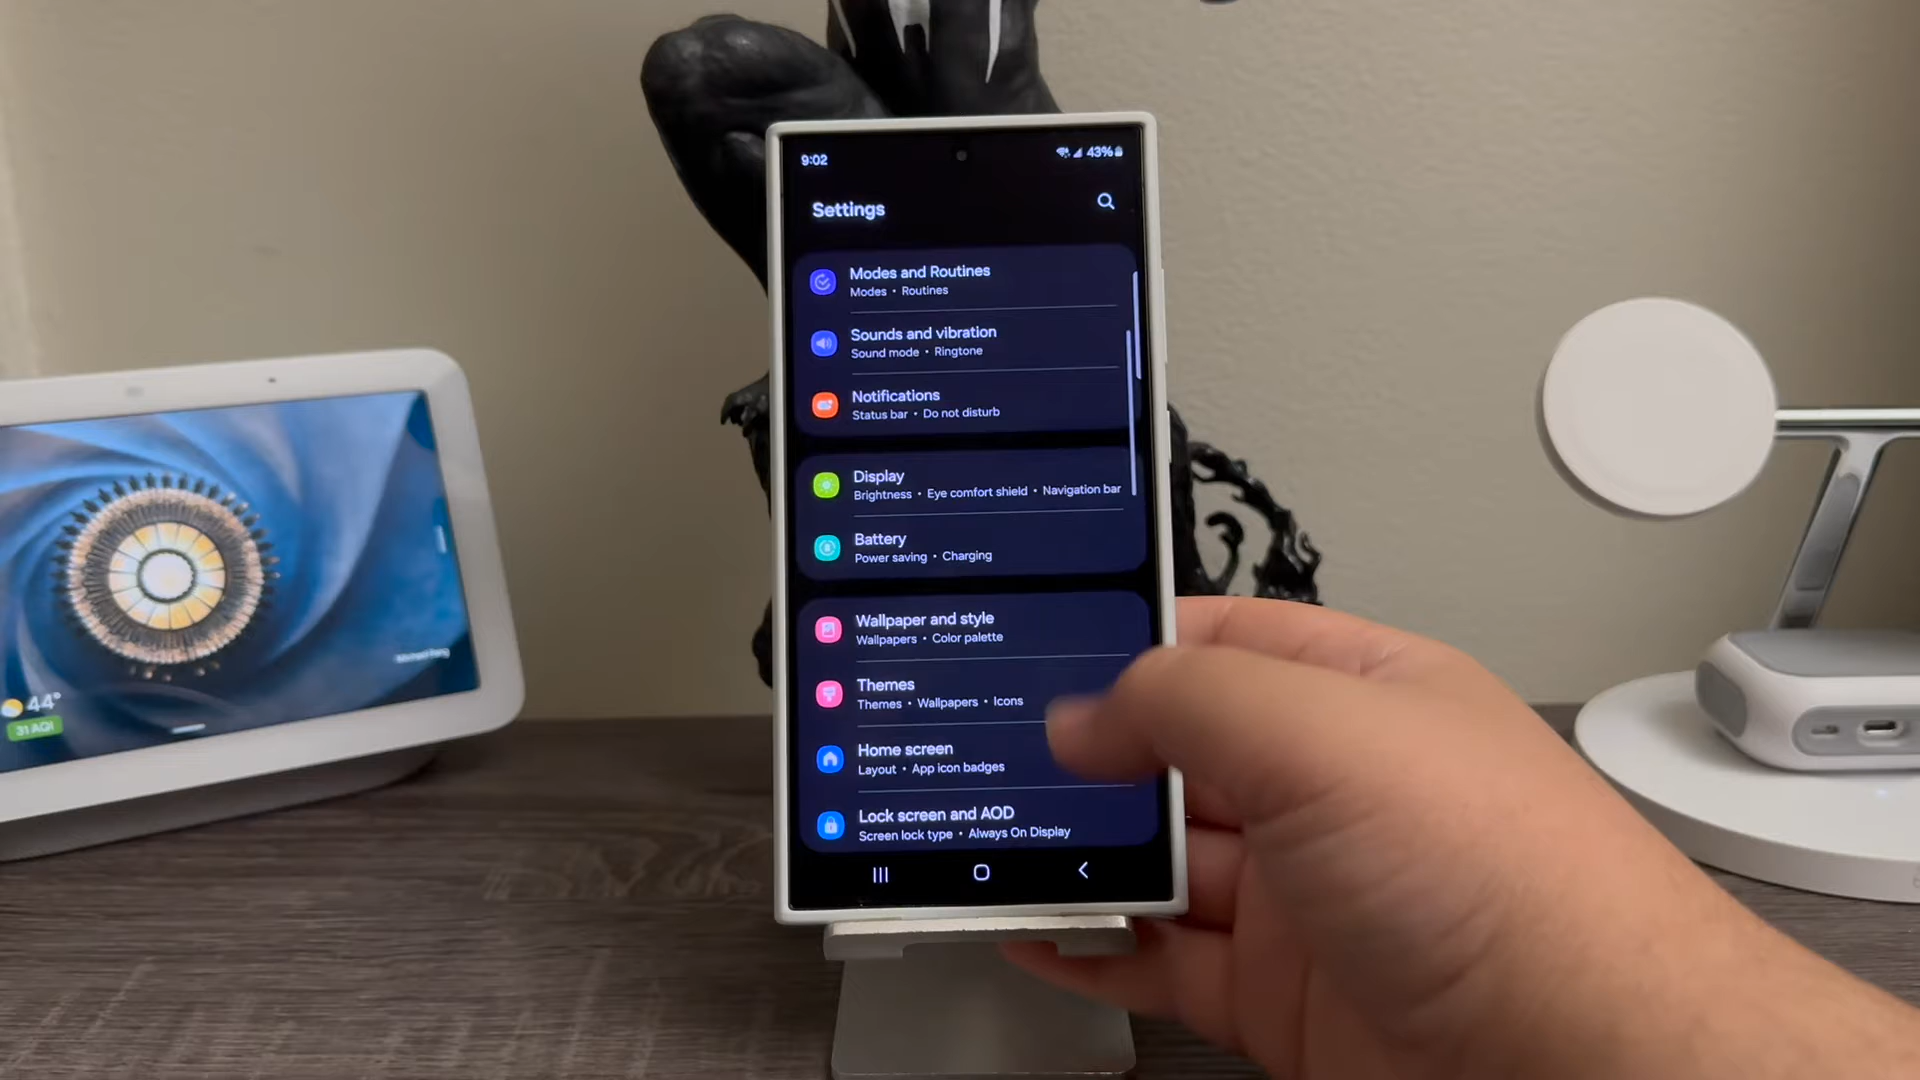 9:02
43%
Settings
Modes and Routines
Modes • Routines
Sounds and vibration
Sound mode • Ringtone
Notifications
Status bar • Do not disturb
Display
Brightness • Eye comfort shield • Navigation bar
Battery
Power saving • Charging
Wallpaper and style
Wallpapers • Color palette
Themes
Themes • Wallpapers • Icons
Home screen
Layout • App icon badges
Lock screen and AOD
Screen lock type • Always On Display
44°
31 AQI